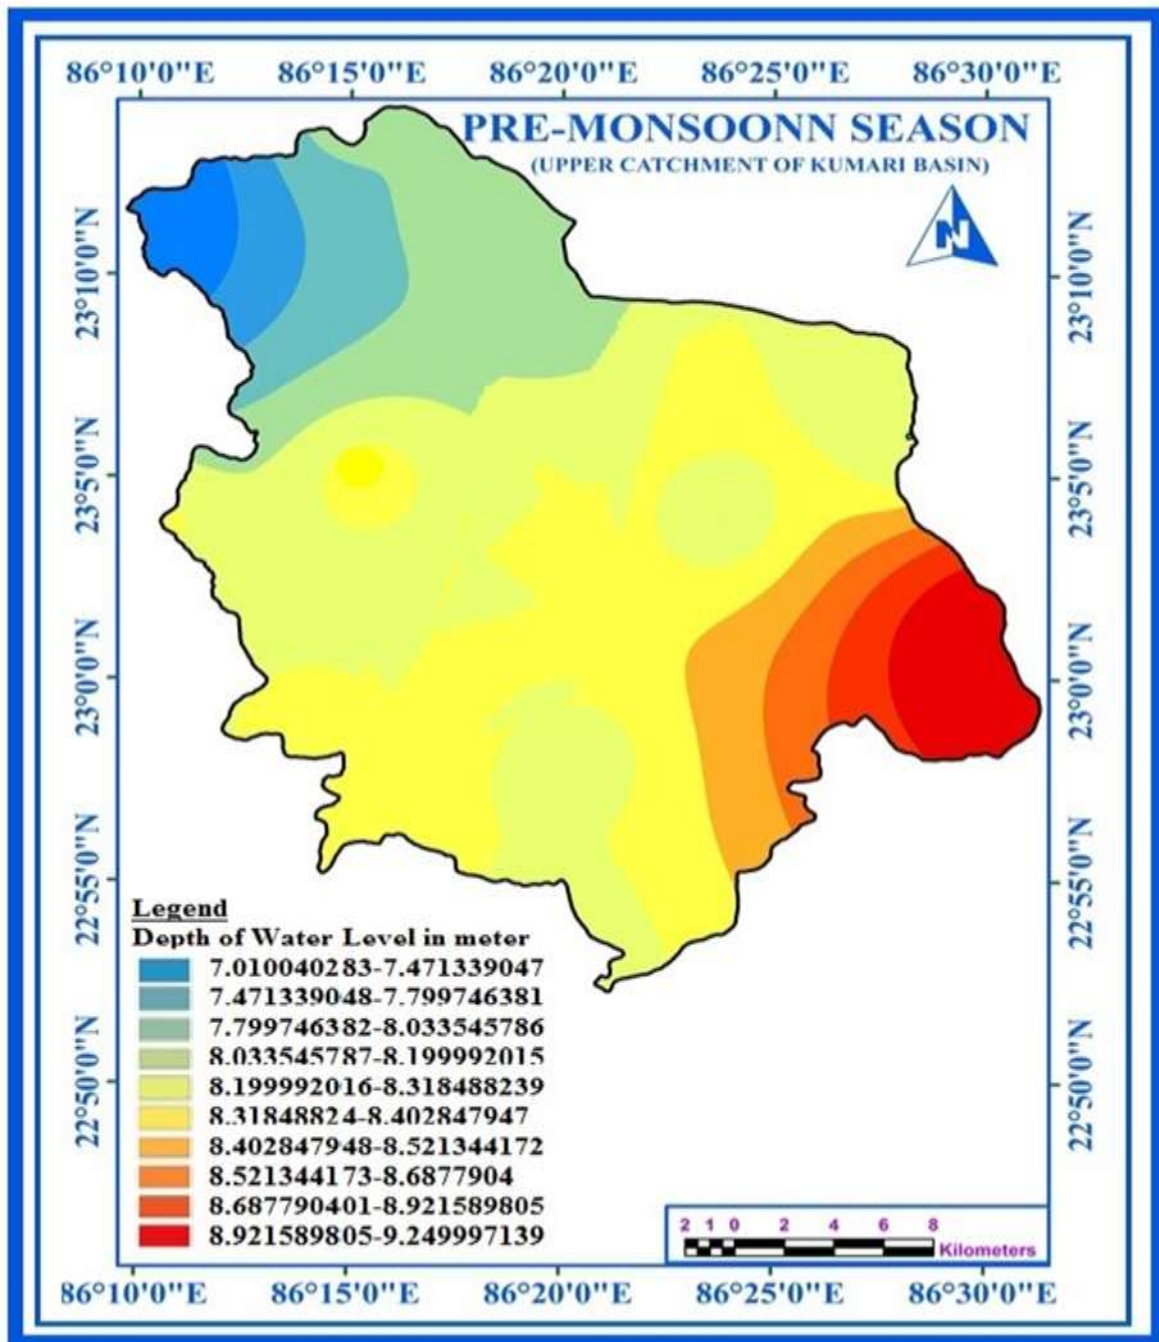 86°10'0"E 86°15'0"E 86°20'0"E 86°25'0"E 86°30'0"E
PRE-MONSOONN SEASON
(UPPER CATCHMENT OF KUMARI BASIN)
N
23°10'0"N 23°10'0"N
23°5'0"N 23°5'0"N
23°0'0"N 23°0'0"N
22°55'0"N 22°55'0"N
22°50'0"N 22°50'0"N
Legend
Depth of Water Level in meter
7.010040283-7.471339047
7.471339048-7.799746381
7.799746382-8.033545786
8.033545787-8.199992015
8.199992016-8.318488239
8.31848824-8.402847947
8.402847948-8.521344172
8.521344173-8.6877904
8.687790401-8.921589805
8.921589805-9.249997139
2 1 0 2 4 6 8
Kilometers
86°10'0"E 86°15'0"E 86°20'0"E 86°25'0"E 86°30'0"E